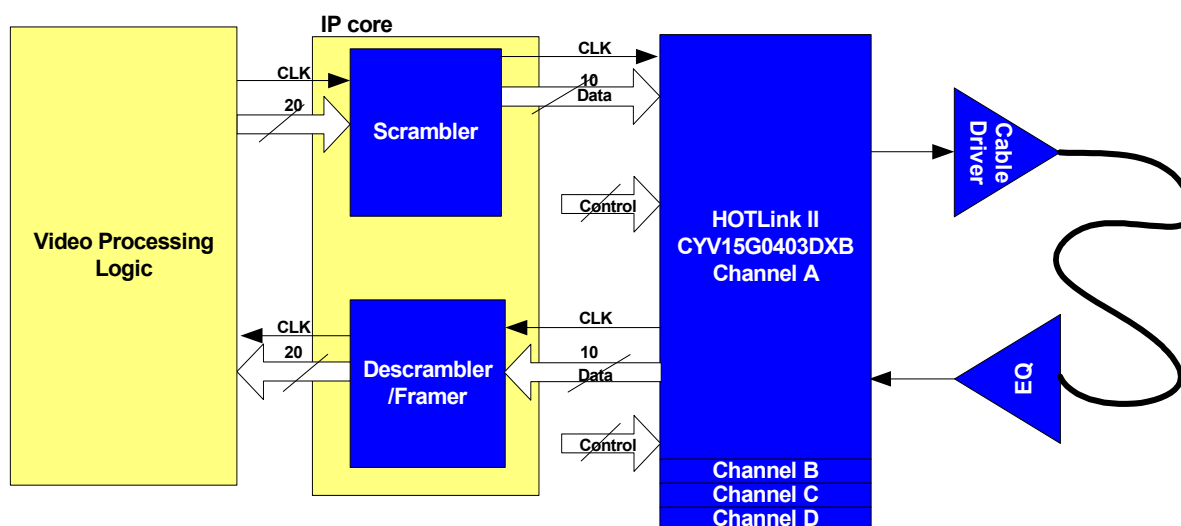 IP core
Video Processing
Logic
CLK
20
Scrambler
CLK
10
Data
Control
HOTLink II
CYV15G0403DXB
Channel A
Cable
Driver
CLK
20
Descrambler
/Framer
CLK
10
Data
Control
EQ
Channel B
Channel C
Channel D